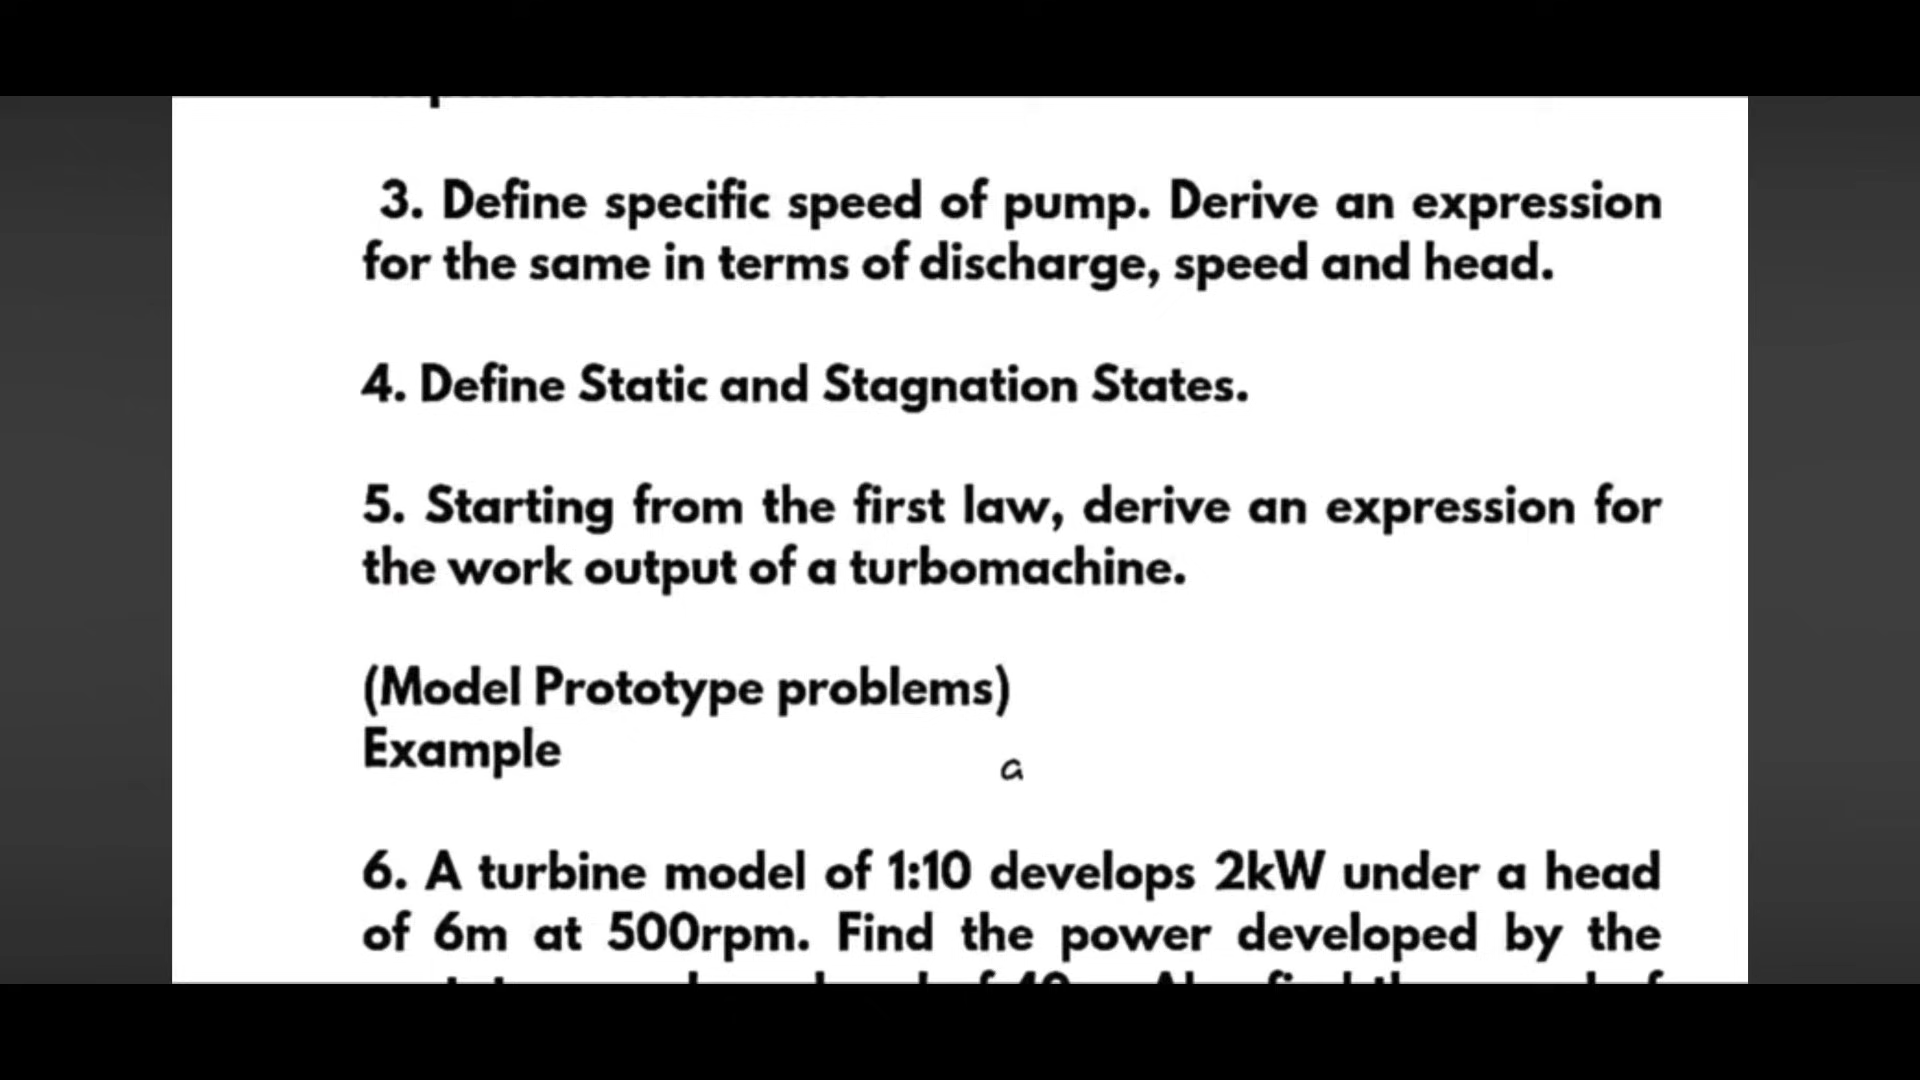 3. Define specific speed of pump. Derive an expression
for the same in terms of discharge, speed and head.
4. Define Static and Stagnation States.
5. Starting from the first law, derive an expression for
the work output of a turbomachine.
(Model Prototype problems)
Example
a
6. A turbine model of 1:10 develops 2kW under a head
of 6m at 500rpm. Find the power developed by the